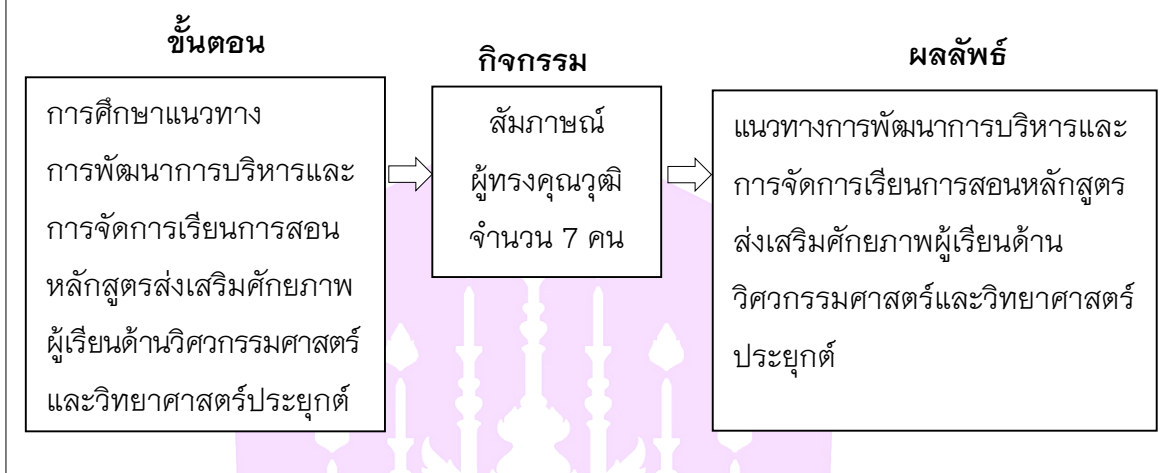 ขั้นตอน
การศึกษาแนวทาง
การพัฒนาการบริหารและ
การจัดการเรียนการสอน
หลักสูตรส่งเสริมศักยภาพ
ผู้เรียนด้านวิศวกรรมศาสตร์
และวิทยาศาสตร์ประยุกต์
กิจกรรม
สัมภาษณ์
ผู้ทรงคุณวุฒิ
จำนวน 7 คน
ผลลัพธ์
แนวทางการพัฒนาการบริหารและ
การจัดการเรียนการสอนหลักสูตร
ส่งเสริมศักยภาพผู้เรียนด้าน
วิศวกรรมศาสตร์และวิทยาศาสตร์
ประยุกต์